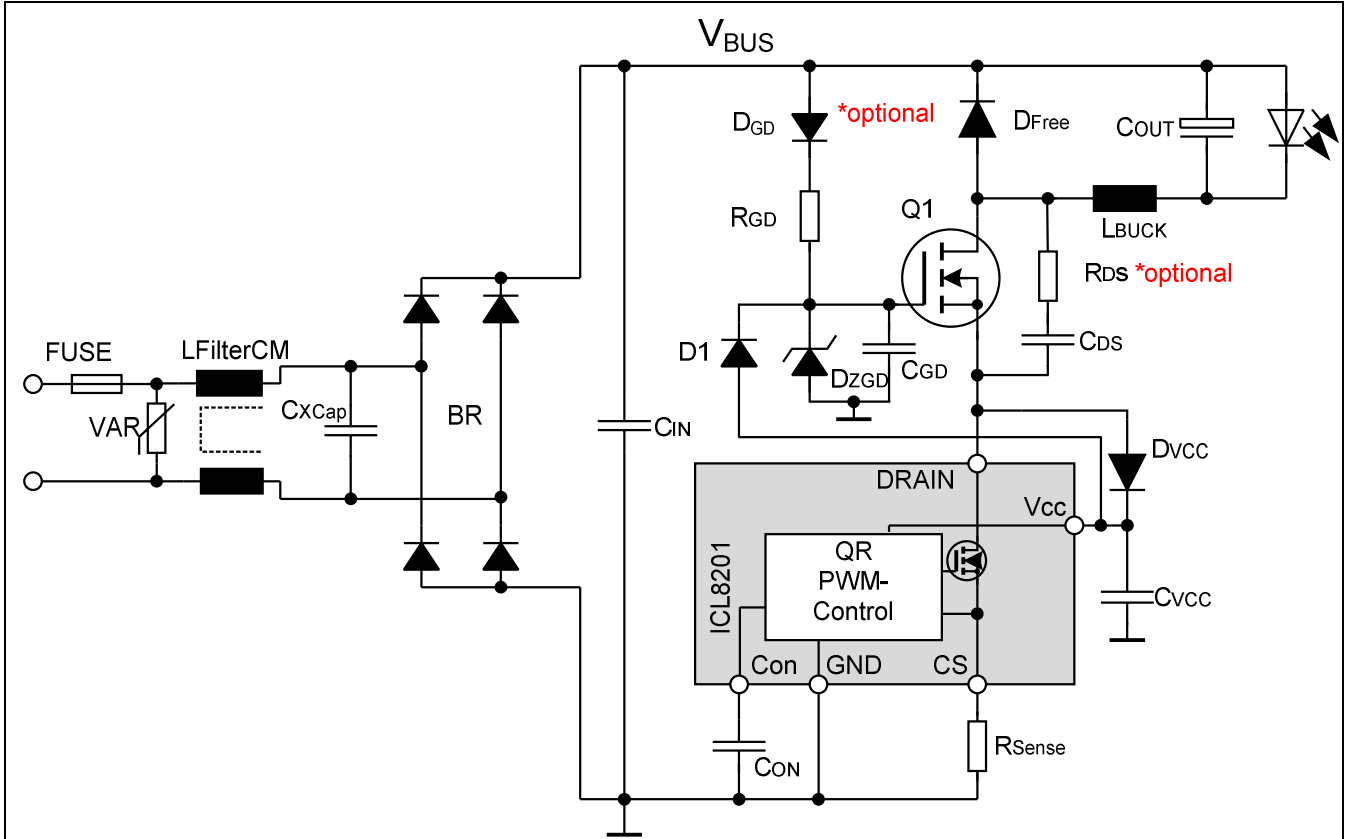 VBUS
DGD
*optional
DFree
COUT
RGD
Q1
LBUCK
RDS *optional
FUSE
LFilterCM
D1
DZGD
CGD
CDS
VAR
CXCap
BR
CIN
DVCC
DRAIN
Vcc
ICL8201
QR
PWM-
Control
CVCC
Con
GND
CS
CON
RSense